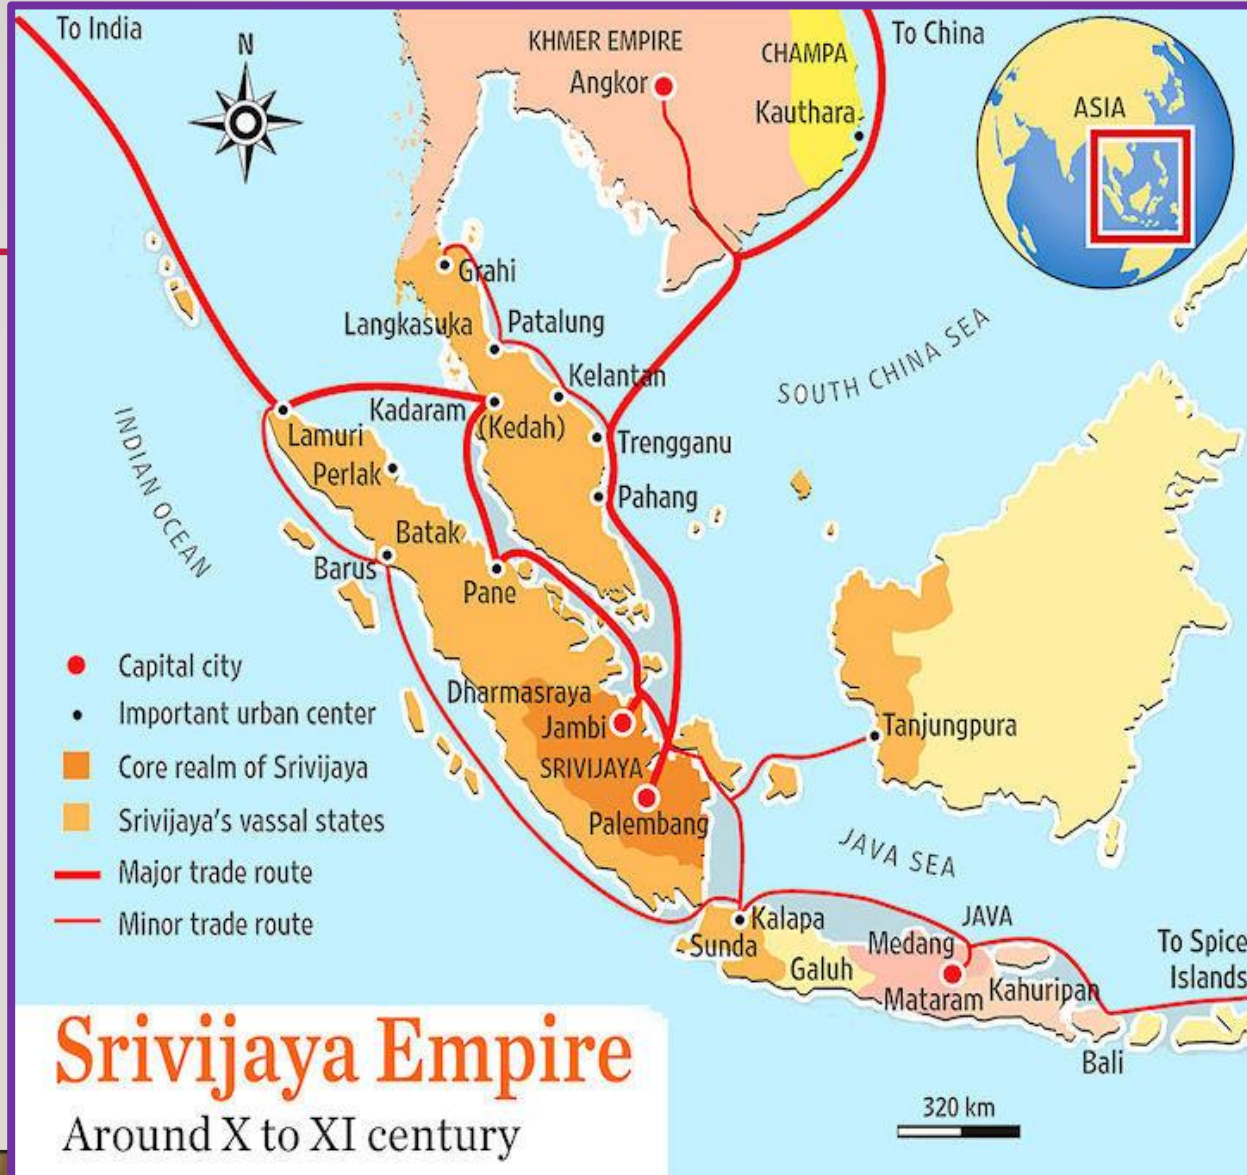 To India
N
KHMER EMPIRE
Angkor
CHAMPA
Kauthara
To China
ASIA
Grahi
Langkasuka
Patalung
Kelantan
Kadaram
(Kedah)
Trengganu
Pahang
SOUTH CHINA SEA
INDIAN OCEAN
Lamuri
Perlak
Batak
Barus
Pane
Capital city
Important urban center
Core realm of Srivijaya
Srivijaya's vassal states
Major trade route
Minor trade route
Dharmasraya
Jambi
SRIVIJAYA
Palembang
Tanjungpura
JAVA SEA
Kalapa
Sunda
Galuh
JAVA
Medang
Mataram
Kahuripan
Bali
To Spice
Islands
Srivijaya Empire
Around X to XI century
320 km